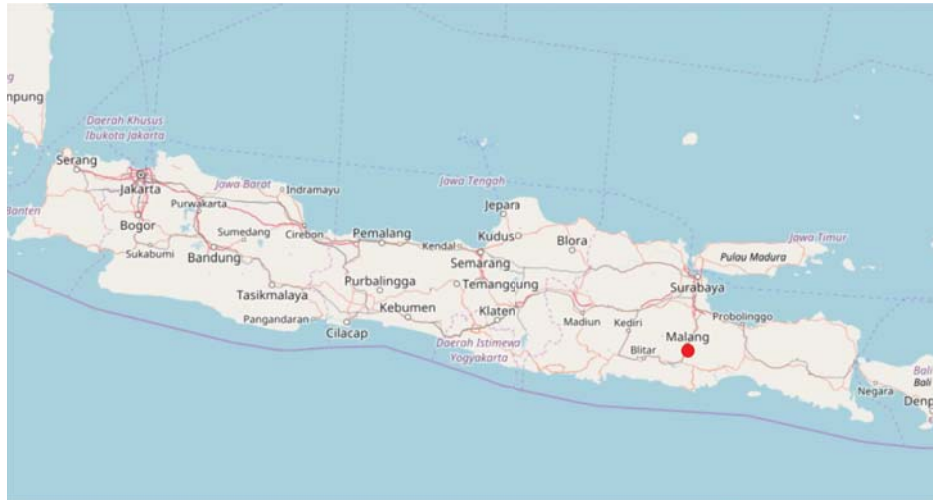 ng
npung
Daerah Khusus
Ibukota Jakarta
Serang
Jakarta
Jawa Barat
Indramayu
Jawa Tengah
Banten
Purwakarta
Jepara
Bogor
Sumedang
Cirebon
Pemalang
Kendal
Kudus
Blora
Jawa Timur
Sukabumi
Bandung
Semarang
Pulau Madura
Purbalingga
Temanggung
Surabaya
Tasikmalaya
Kebumen
Klaten
Pangandaran
Cilacap
Madiun
Kediri
Probolinggo
Daerah Istimewa
Yogyakarta
Malang
Blitar
Bali
Bali
Negara
Denp